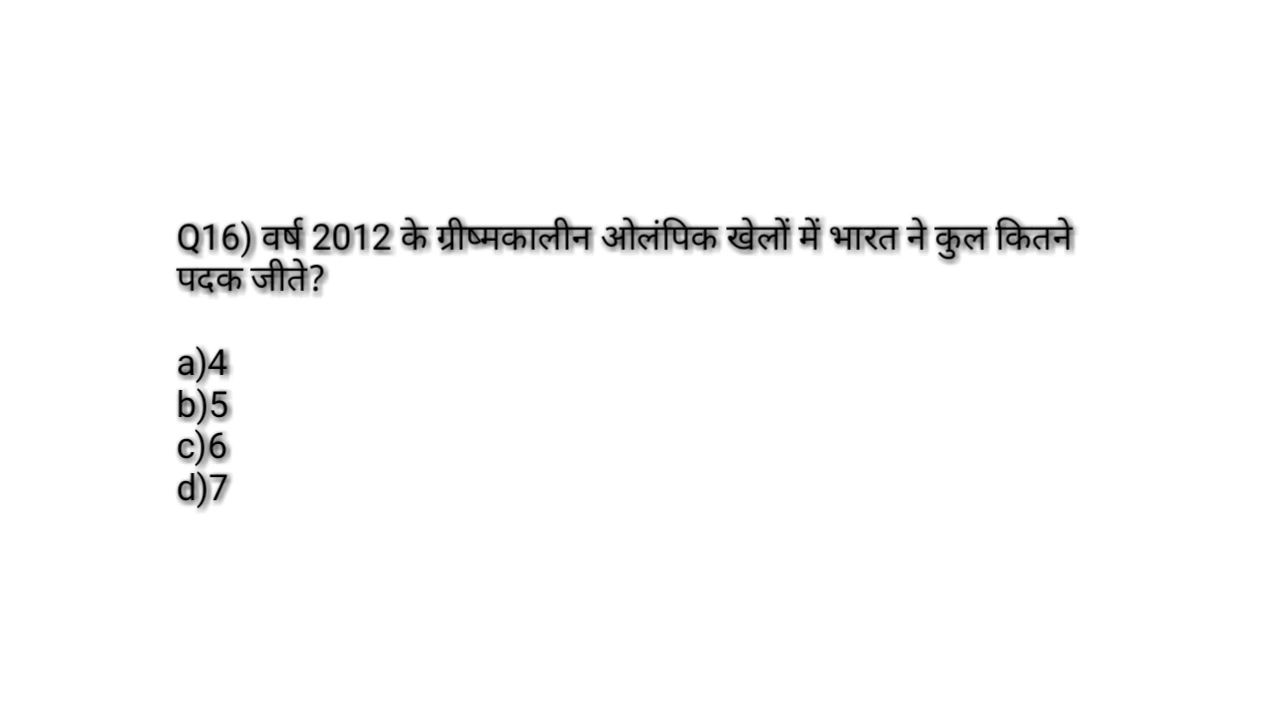 Q16) वर्ष 2012 के ग्रीष्मकालीन ओलंपिक खेलों में भारत ने कुल कितने
पदक जीते?
a)4
b)5
c)6
d)7